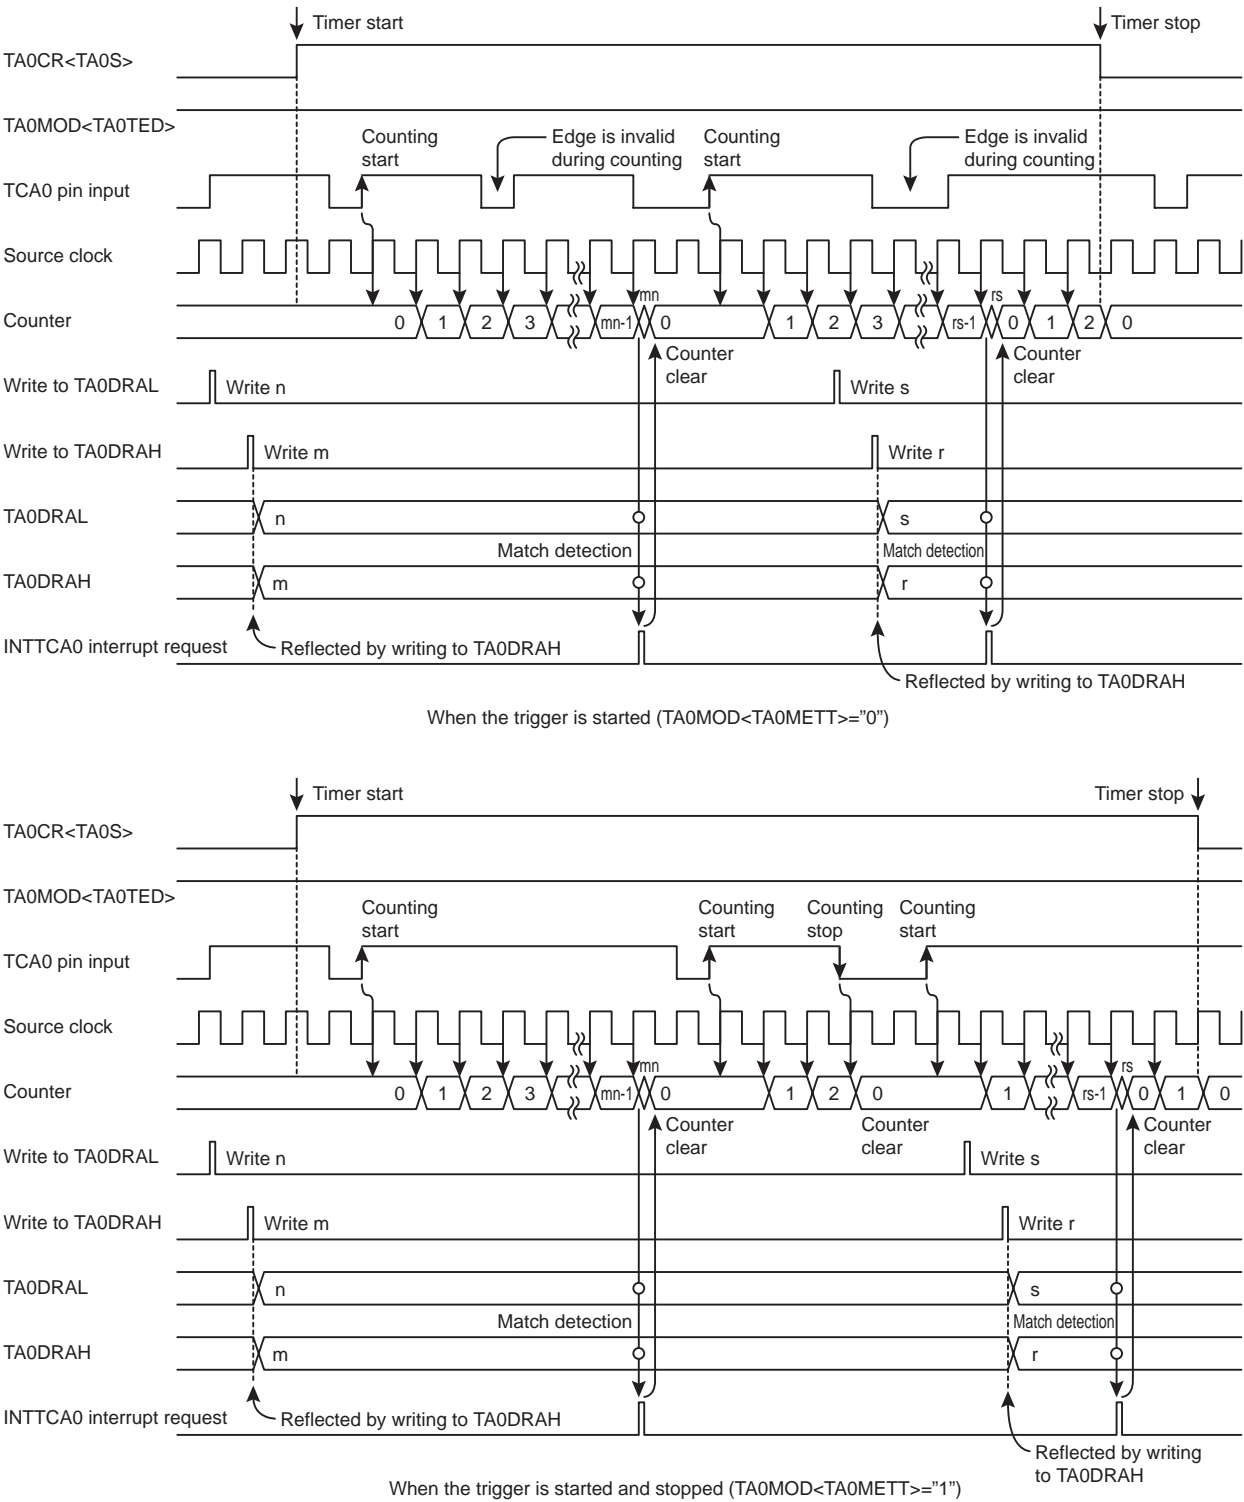 Timer start
Timer stop
TA0CR<TA0S>
TA0MOD<TA0TED>
Counting
start
Edge is invalid
during counting
Counting
start
Edge is invalid
during counting
TCA0 pin input
Source clock
mn
rs
Counter
0 1 2 3 mn-1 0 1 2 3 rs-1 0 1 2 0
Counter
clear
Counter
clear
Write to TA0DRAL
Write n
Write s
Write to TA0DRAH
Write m
Write r
TA0DRAL
n
s
Match detection
Match detection
TA0DRAH
m
r
INTTCA0 interrupt request
Reflected by writing to TA0DRAH
Reflected by writing to TA0DRAH
When the trigger is started (TA0MOD<TA0METT>=”0”)
Timer start
Timer stop
TA0CR<TA0S>
TA0MOD<TA0TED>
Counting
start
Counting
start
Counting
stop
Counting
start
TCA0 pin input
Source clock
mn
rs
Counter
0 1 2 3 mn-1 0 1 2 0 1 rs-1 0 1 0
Counter
clear
Counter
clear
Counter
clear
Write to TA0DRAL
Write n
Write s
Write to TA0DRAH
Write m
Write r
TA0DRAL
n
s
Match detection
Match detection
TA0DRAH
m
r
INTTCA0 interrupt request
Reflected by writing to TA0DRAH
Reflected by writing
to TA0DRAH
When the trigger is started and stopped (TA0MOD<TA0METT>=”1”)